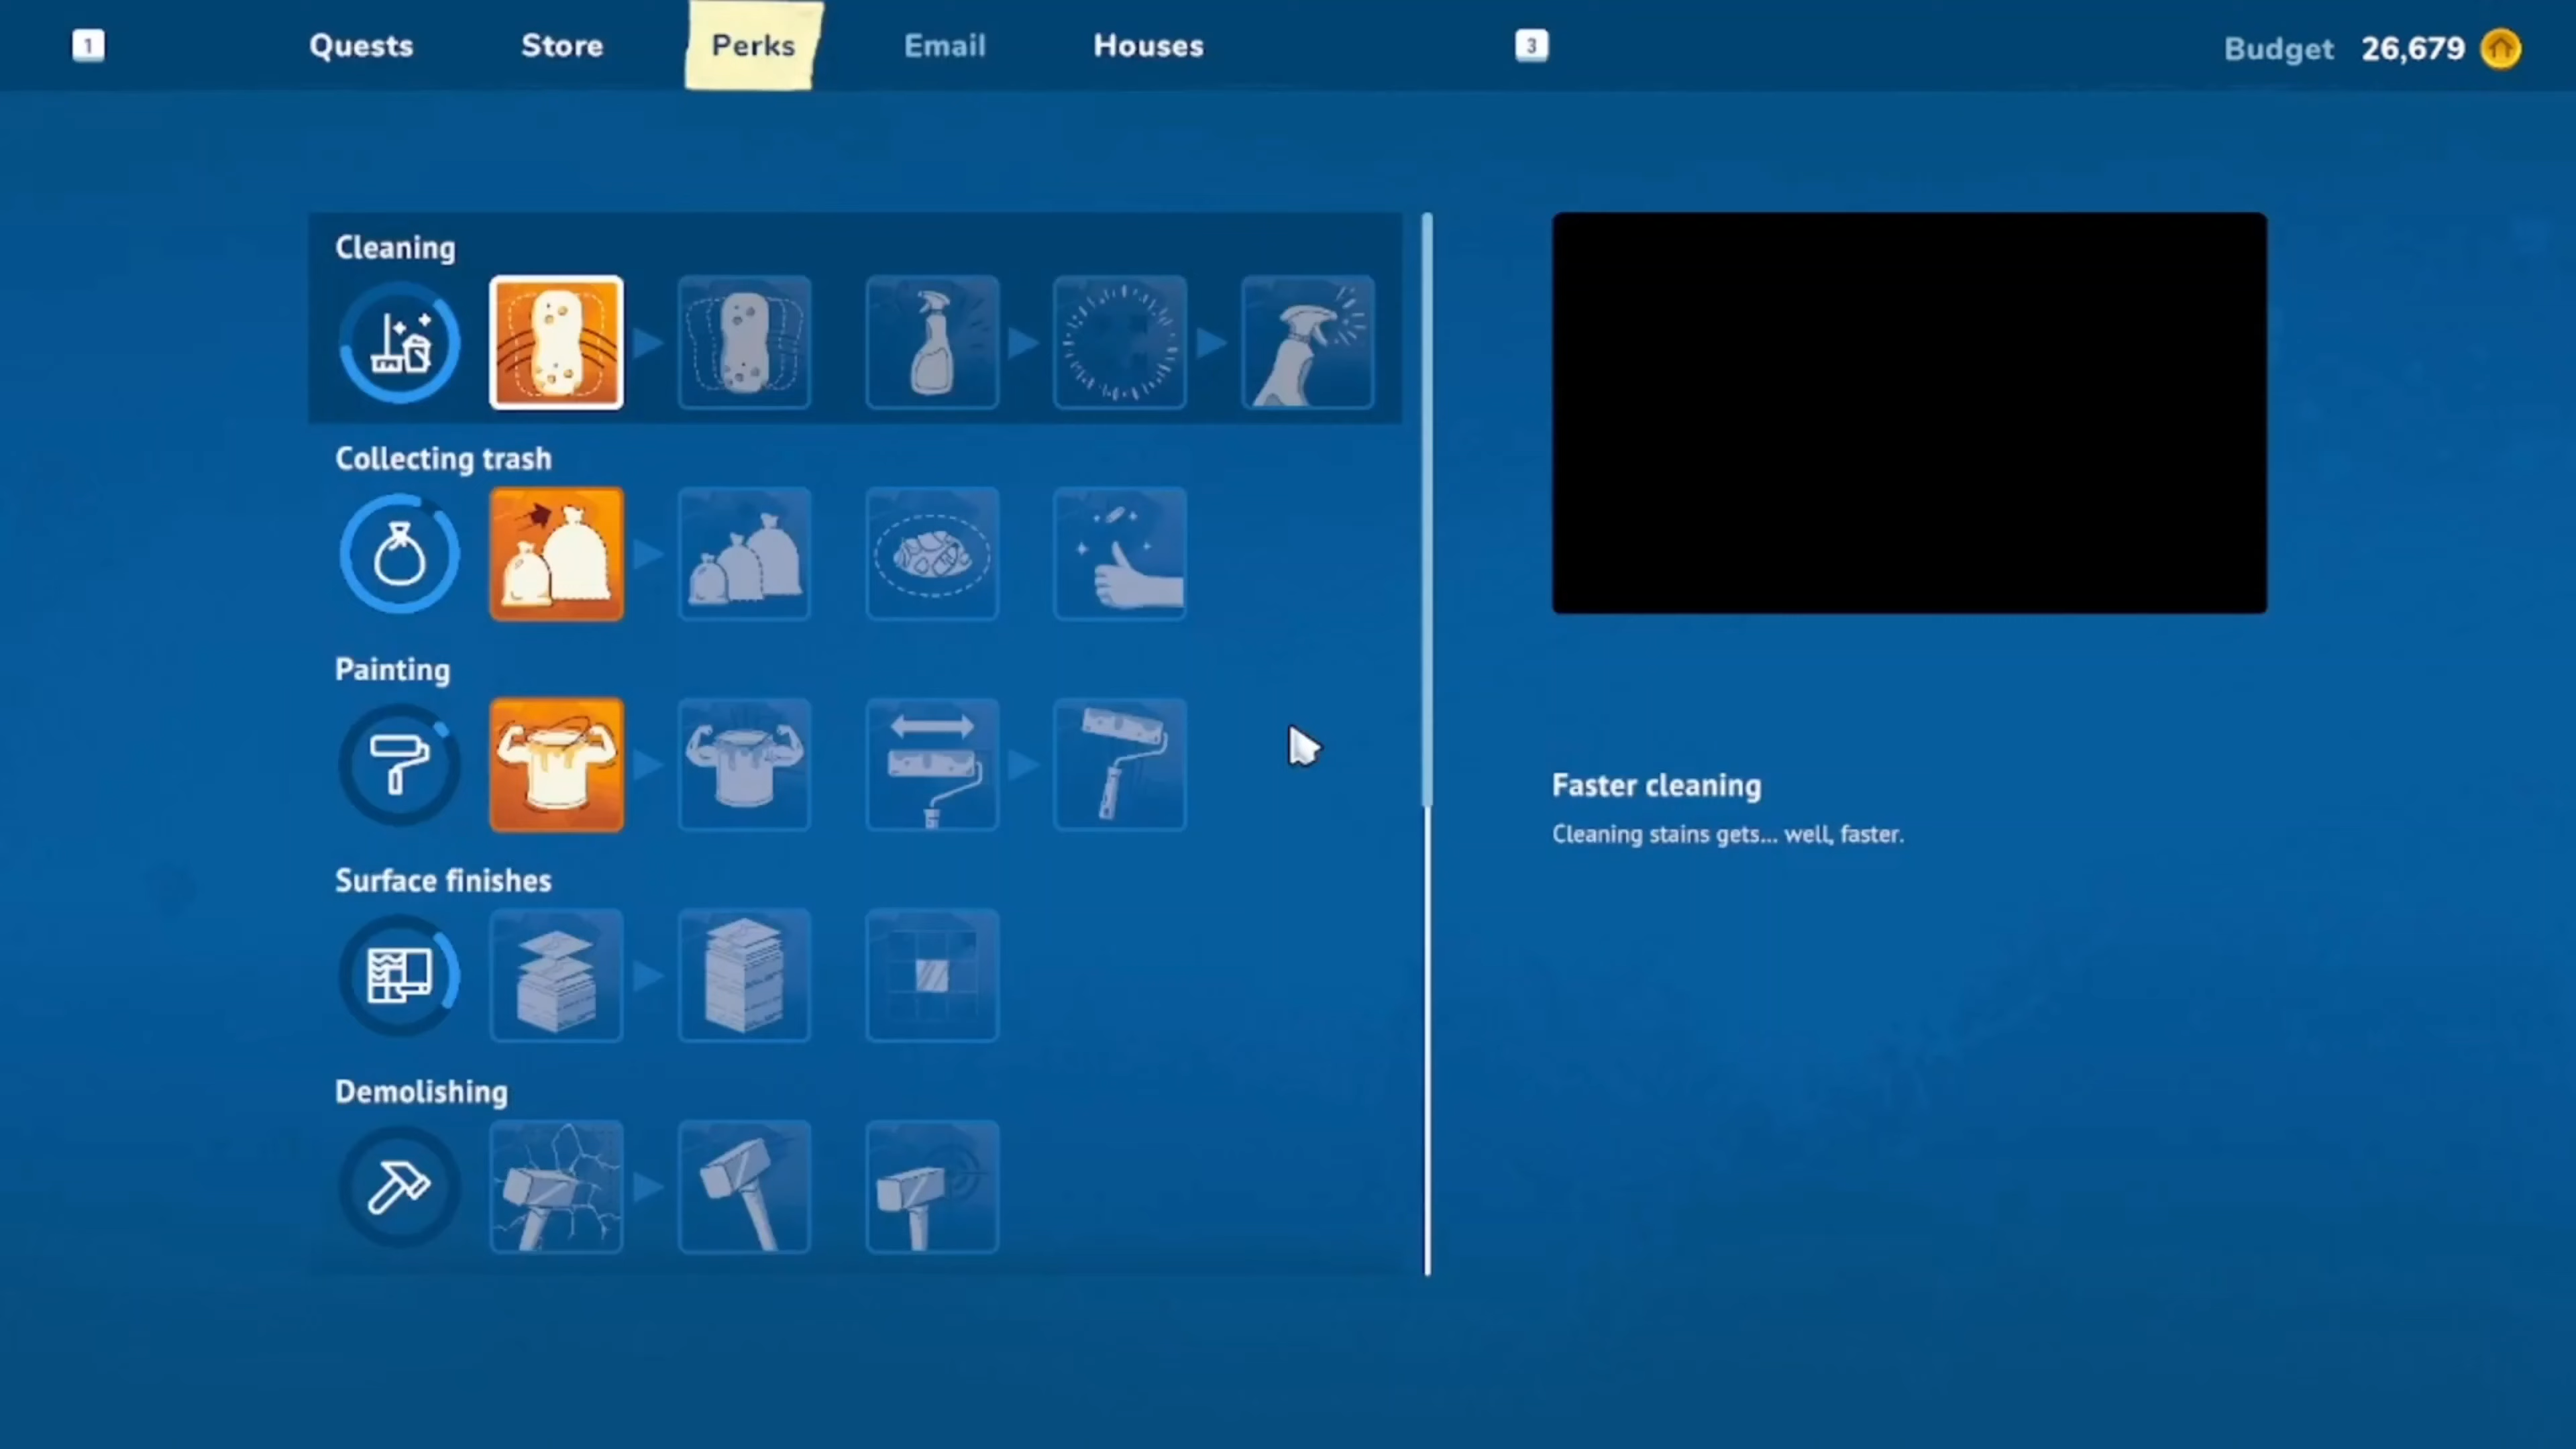 1
Quests
Store
Perks
Email
Houses
3
Budget 26,679
Cleaning
Collecting trash
Painting
Surface finishes
Demolishing
Faster cleaning
Cleaning stains gets... well, faster.